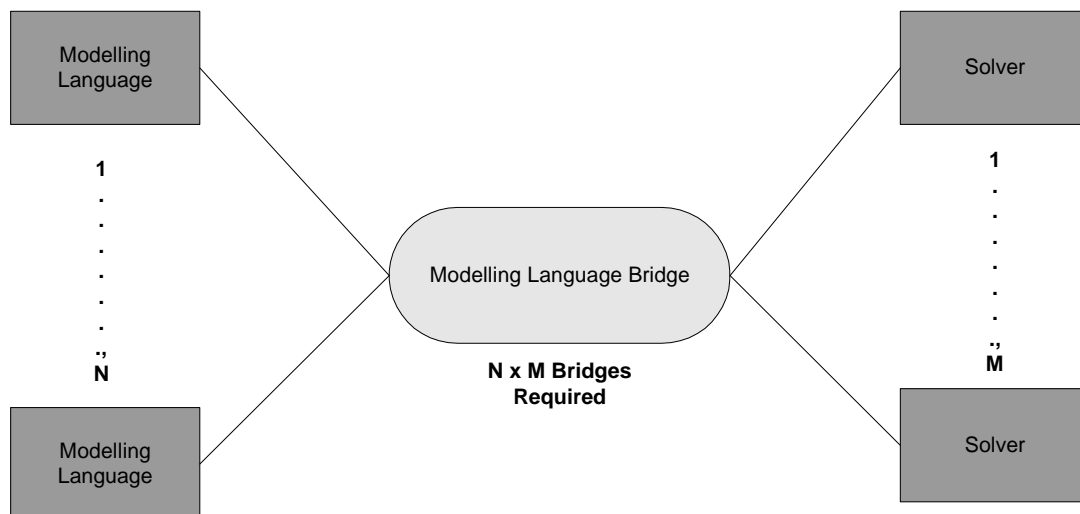 Modelling
Language
Solver
1
.
.
.
.
.
.
.,
N
1
.
.
.
.
.
.
.,
M
Modelling Language Bridge
N x M Bridges
Required
Modelling
Language
Solver